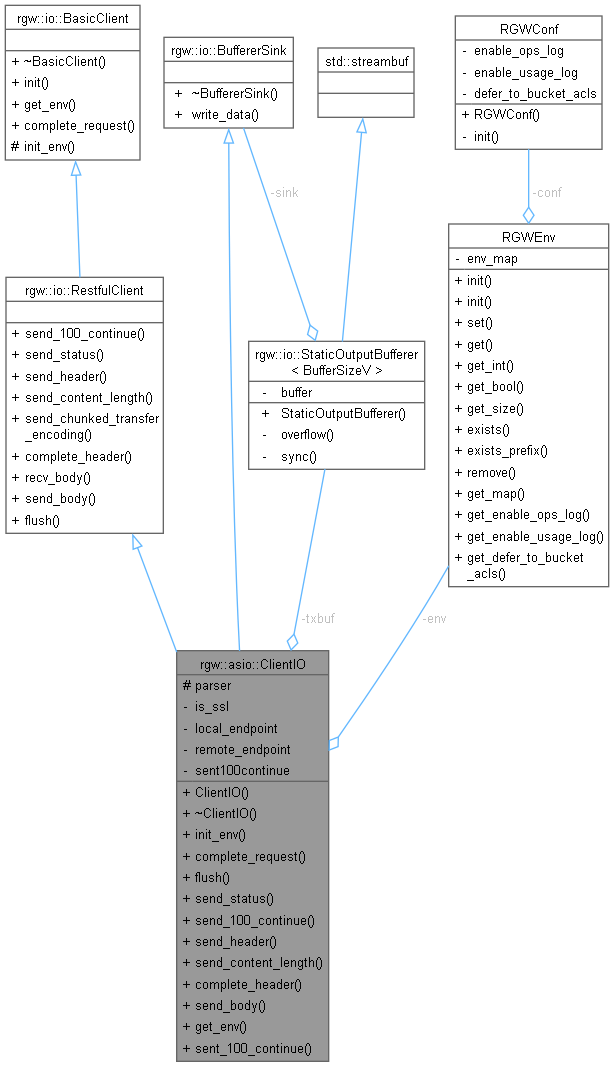 rgw::io::BasicClient
+ ~BasicClient()
+ init()
+ get_env()
+ complete_request()
# init_env()
rgw::io::BuffererSink
+ ~BuffererSink()
+ write_data()
std::streambuf
RGWConf
- enable_ops_log
- enable_usage_log
- defer_to_bucket_acls
+ RGWConf()
- init()
-sink
-conf
rgw::io::RestfulClient
+ send_100_continue()
+ send_status()
+ send_header()
+ send_content_length()
+ send_chunked_transfer
_encoding()
+ complete_header()
+ recv_body()
+ send_body()
+ flush()
rgw::io::StaticOutputBufferer
< BufferSizeV >
- buffer
+ StaticOutputBufferer()
- overflow()
- sync()
RGWEnv
- env_map
+ init()
+ init()
+ set()
+ get()
+ get_int()
+ get_bool()
+ get_size()
+ exists()
+ exists_prefix()
+ remove()
+ get_map()
+ get_enable_ops_log()
+ get_enable_usage_log()
+ get_defer_to_bucket
_acls()
-txbuf
-env
rgw::asio::ClientIO
# parser
- is_ssl
- local_endpoint
- remote_endpoint
- sent100continue
+ ClientIO()
+ ~ClientIO()
+ init_env()
+ complete_request()
+ flush()
+ send_status()
+ send_100_continue()
+ send_header()
+ send_content_length()
+ complete_header()
+ send_body()
+ get_env()
+ sent_100_continue()